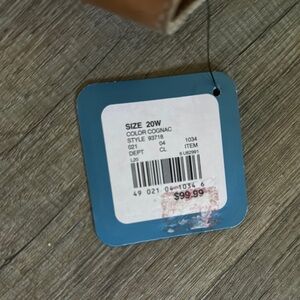 SIZE 20W
COLOR COGNAC
STYLE 93718
021 04 1034
DEPT CL ITEM
L20
49 021 04 1034 6
$99.99